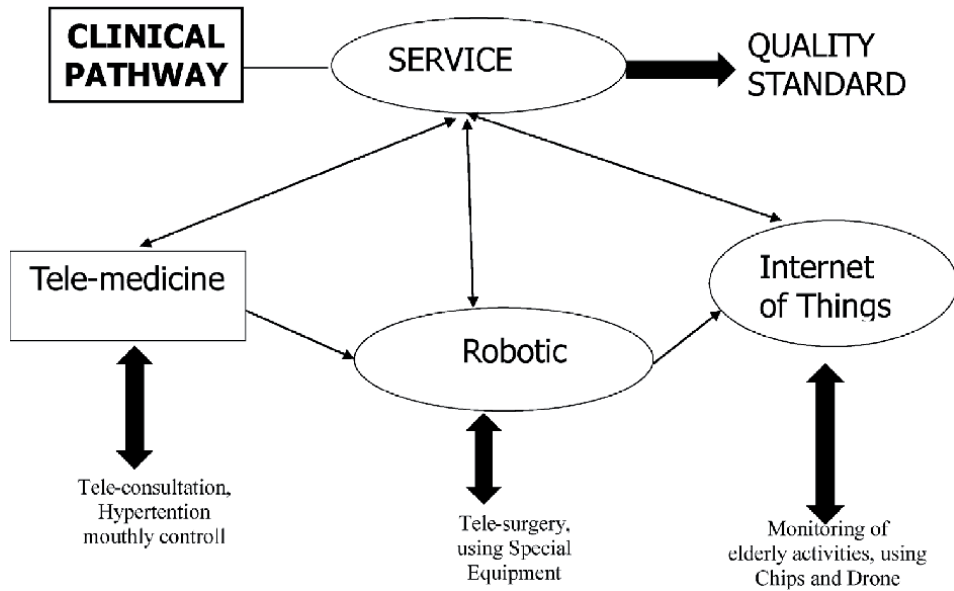 CLINICAL
PATHWAY
SERVICE
QUALITY
STANDARD
Tele-medicine
Robotic
Internet
of Things
Tele-consultation,
Hypertention
mouthly controll
Tele-surgery,
using Special
Equipment
Monitoring of
elderly activities, using
Chips and Drone